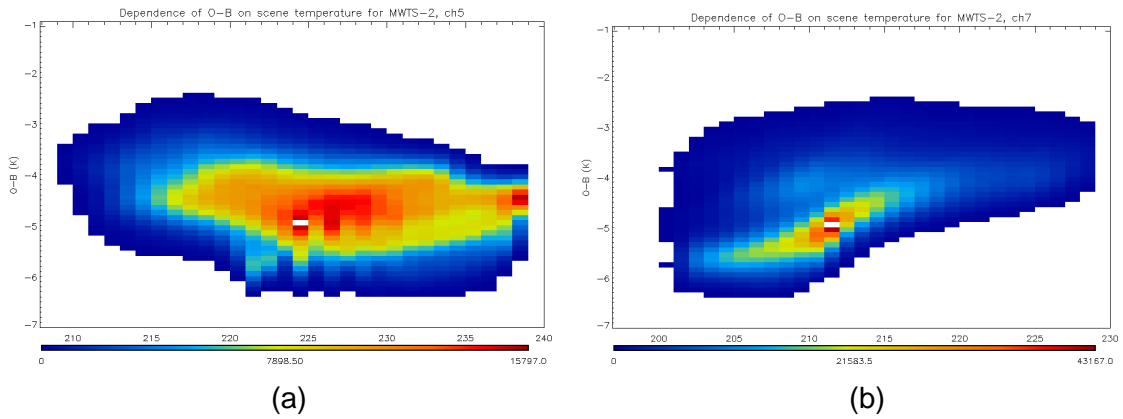 Dependence of O-B on scene temperature for MWTS-2, ch5
-1
-2
-3
-4
-5
-6
-7
O-B (K)
210 215 220 225 230 235 240
0 7898.50 15797.0
(a)
Dependence of O-B on scene temperature for MWTS-2, ch7
-1
-2
-3
-4
-5
-6
-7
O-B (K)
200 205 210 215 220 225 230
0 21583.5 43167.0
(b)